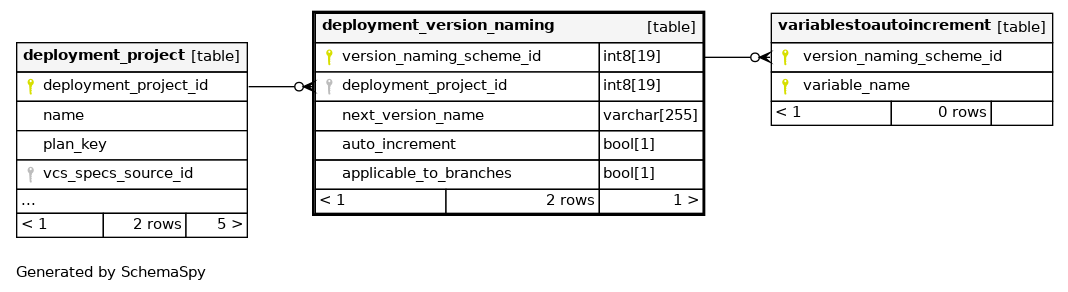 deployment_project [table]
deployment_project_id
name
plan_key
vcs_specs_source_id
...
< 1 2 rows 5 >
deployment_version_naming [table]
version_naming_scheme_id int8[19]
deployment_project_id int8[19]
next_version_name varchar[255]
auto_increment bool[1]
applicable_to_branches bool[1]
< 1 2 rows 1 >
variablestoautoincrement [table]
version_naming_scheme_id
variable_name
< 1 0 rows
Generated by SchemaSpy